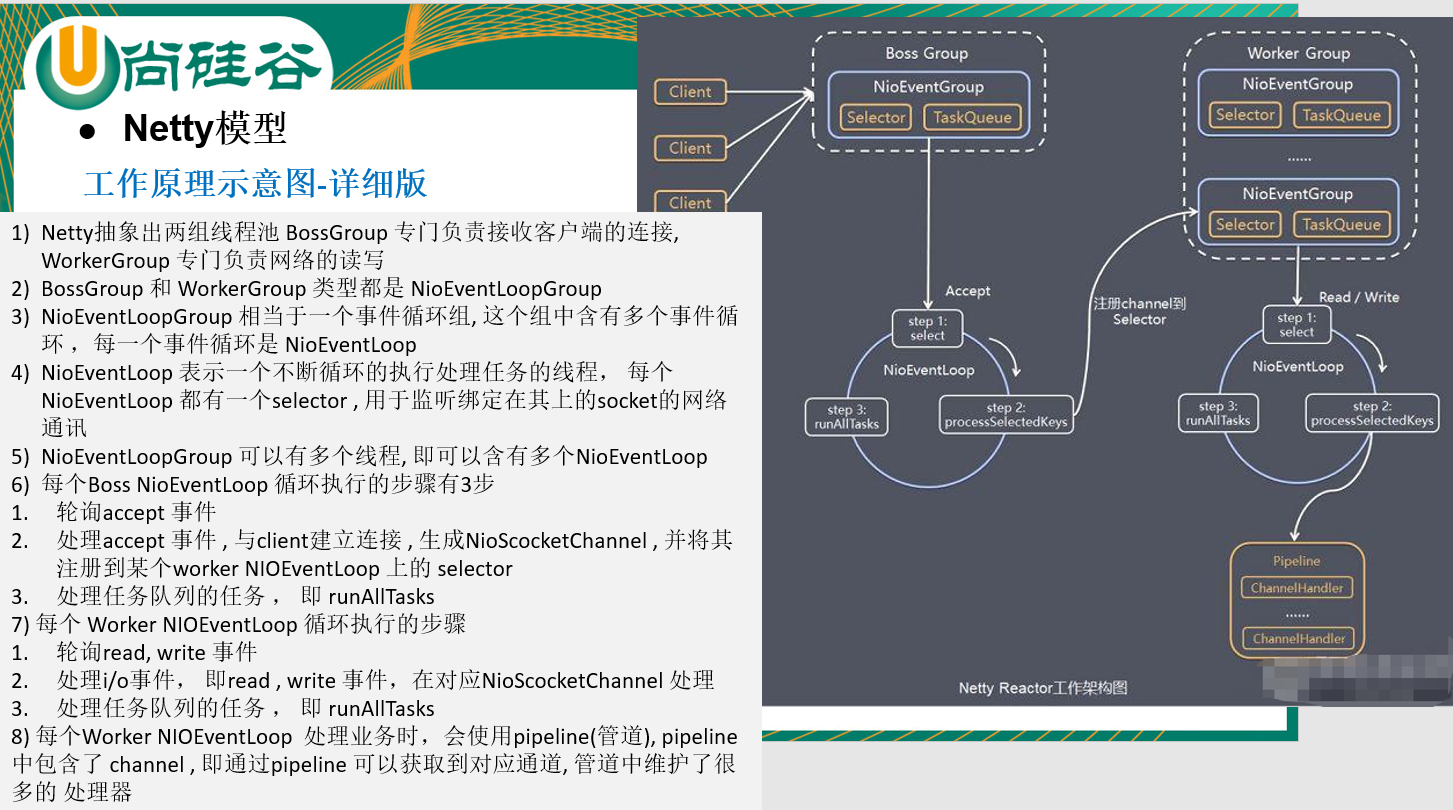 尚硅谷
● Netty模型
工作原理示意图-详细版
1) Netty抽象出两组线程池 BossGroup 专门负责接收客户端的连接,
WorkerGroup 专门负责网络的读写
2) BossGroup 和 WorkerGroup 类型都是 NioEventLoopGroup
3) NioEventLoopGroup 相当于一个事件循环组, 这个组中含有多个事件循
环 ，每一个事件循环是 NioEventLoop
4) NioEventLoop 表示一个不断循环的执行处理任务的线程， 每个
NioEventLoop 都有一个selector , 用于监听绑定在其上的socket的网络
通讯
5) NioEventLoopGroup 可以有多个线程, 即可以含有多个NioEventLoop
6) 每个Boss NioEventLoop 循环执行的步骤有3步
1. 轮询accept 事件
2. 处理accept 事件 , 与client建立连接 , 生成NioScocketChannel , 并将其
注册到某个worker NIOEventLoop 上的 selector
3. 处理任务队列的任务 ， 即 runAllTasks
7) 每个 Worker NIOEventLoop 循环执行的步骤
1. 轮询read, write 事件
2. 处理i/o事件， 即read , write 事件，在对应NioScocketChannel 处理
3. 处理任务队列的任务 ， 即 runAllTasks
8) 每个Worker NIOEventLoop 处理业务时，会使用pipeline(管道), pipeline
中包含了 channel , 即通过pipeline 可以获取到对应通道, 管道中维护了很
多的 处理器
Client
Client
Client
Boss Group
NioEventGroup
Selector
TaskQueue
Accept
step 1:
select
NioEventLoop
step 2:
processSelectedKeys
step 3:
runAllTasks
注册channel到
Selector
Worker Group
NioEventGroup
Selector
TaskQueue
......
NioEventGroup
Selector
TaskQueue
Read / Write
step 1:
select
NioEventLoop
step 2:
processSelectedKeys
step 3:
runAllTasks
Pipeline
ChannelHandler
......
ChannelHandler
Netty Reactor工作架构图